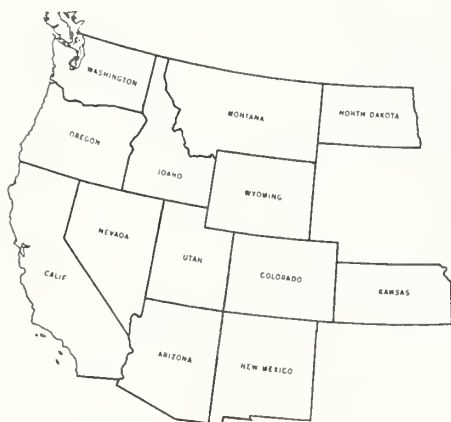 WASHINGTON
MONTANA
NORTH DAKOTA
OREGON
IDAHO
WYOMING
NEVADA
UTAH
COLORADO
CALIF
KANSAS
ARIZONA
NEW MEXICO